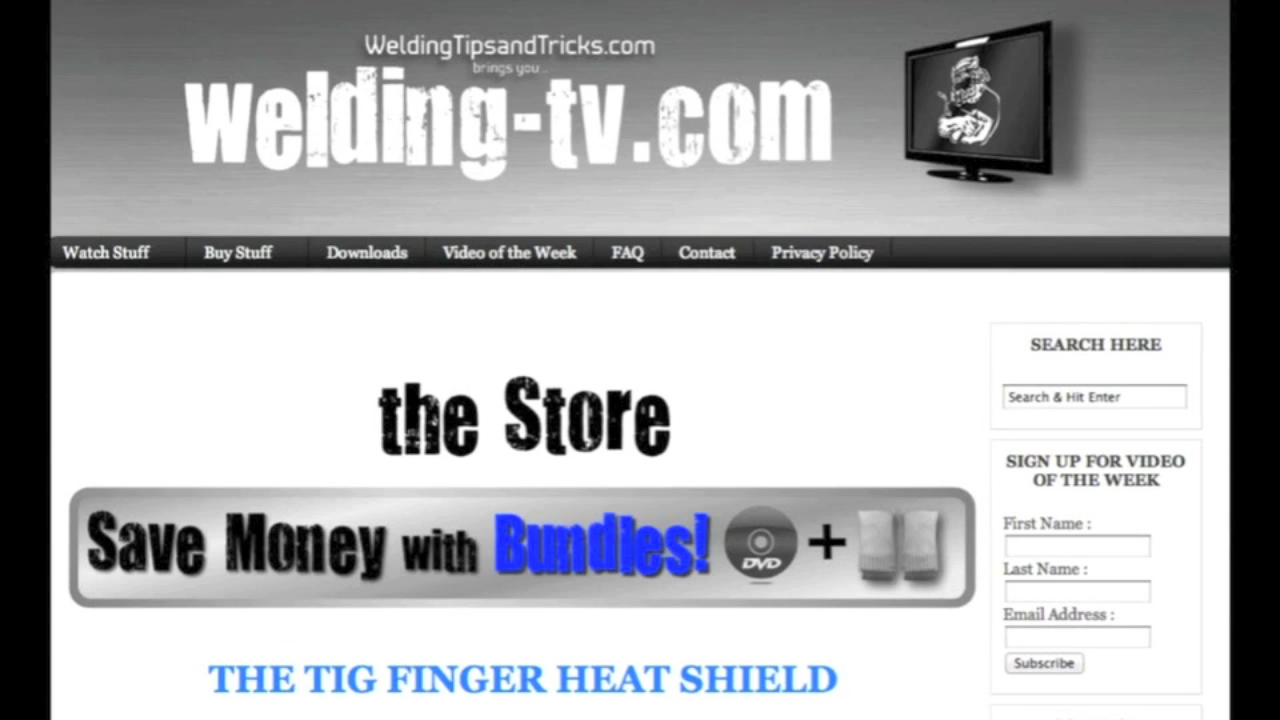 WeldingTipsandTricks.com
brings you...
welding-tv.com
Watch Stuff
Buy Stuff
Downloads
Video of the Week
FAQ
Contact
Privacy Policy
the Store
Save Money with Bundles! DVD +
THE TIG FINGER HEAT SHIELD
SEARCH HERE
Search & Hit Enter
SIGN UP FOR VIDEO
OF THE WEEK
First Name :
Last Name :
Email Address :
Subscribe